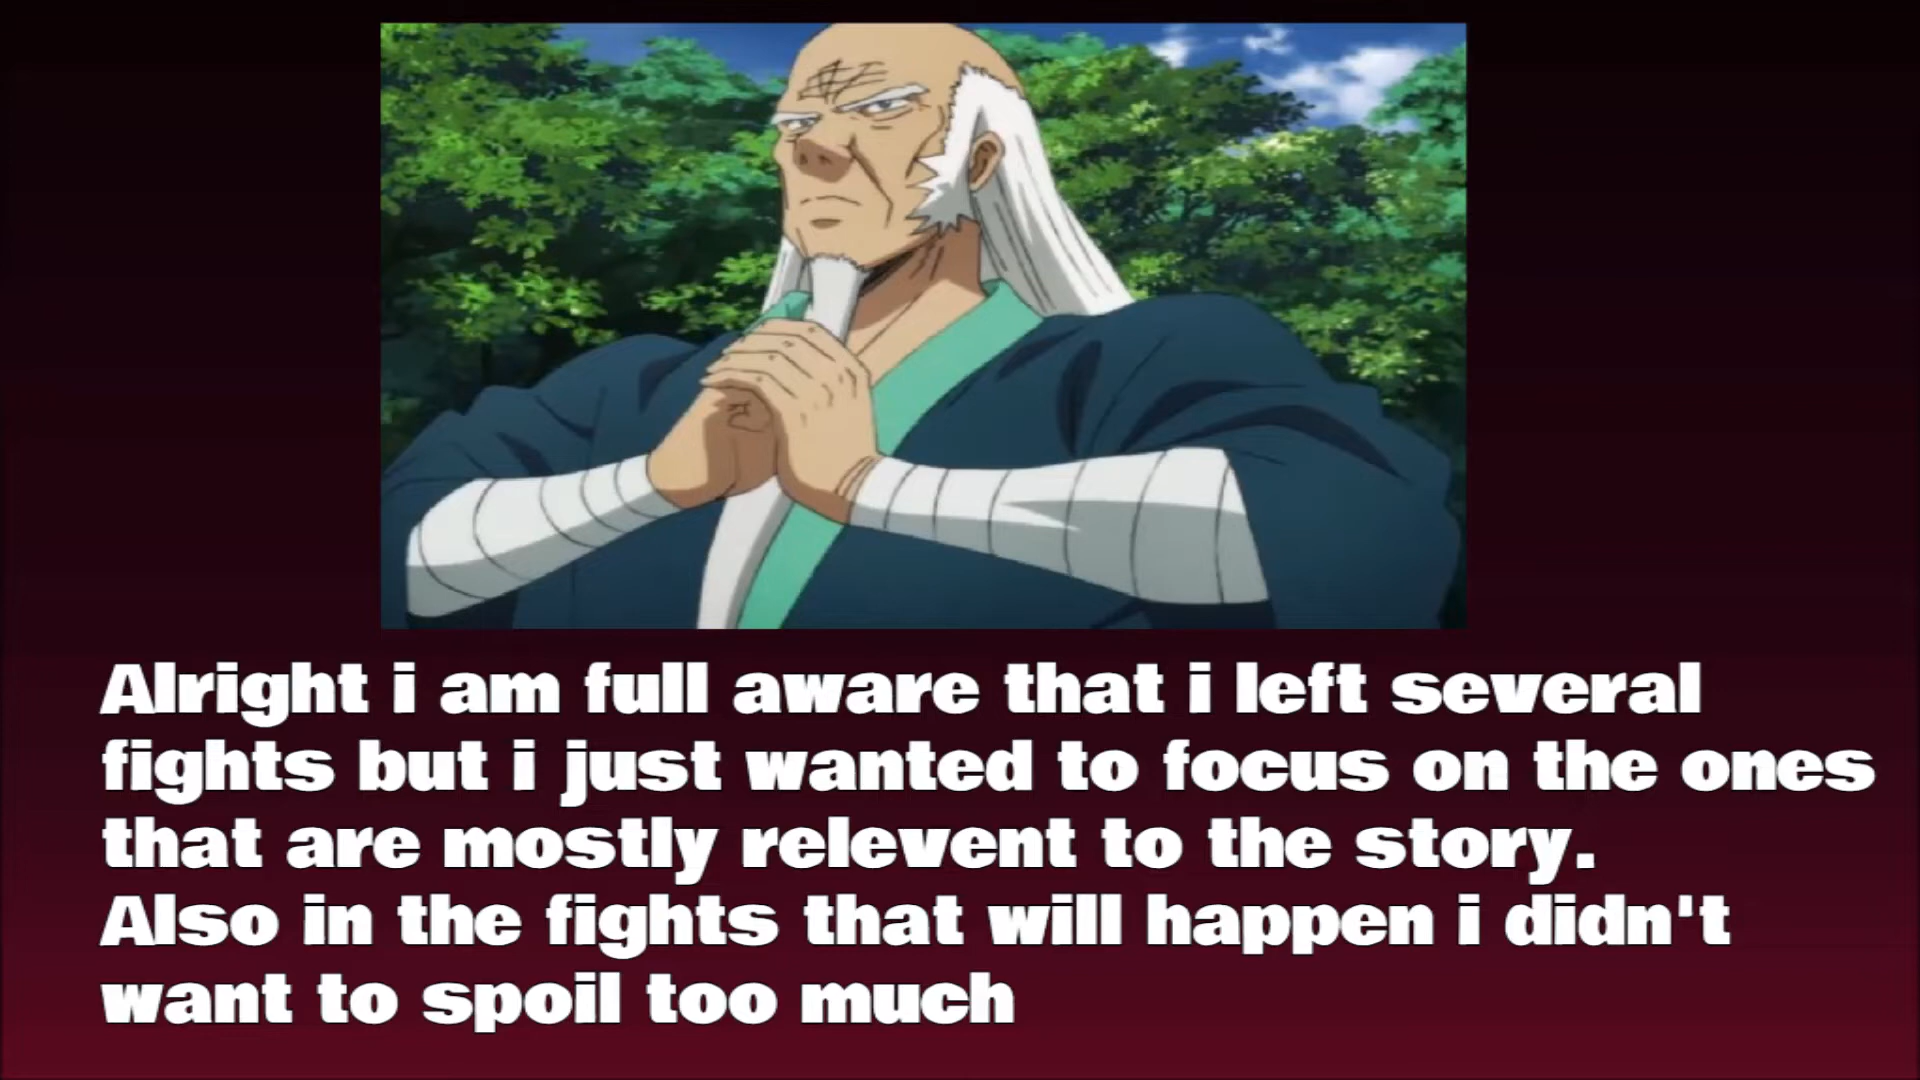 Alright i am full aware that i left several
fights but i just wanted to focus on the ones
that are mostly relevent to the story.
Also in the fights that will happen i didn't
want to spoil too much